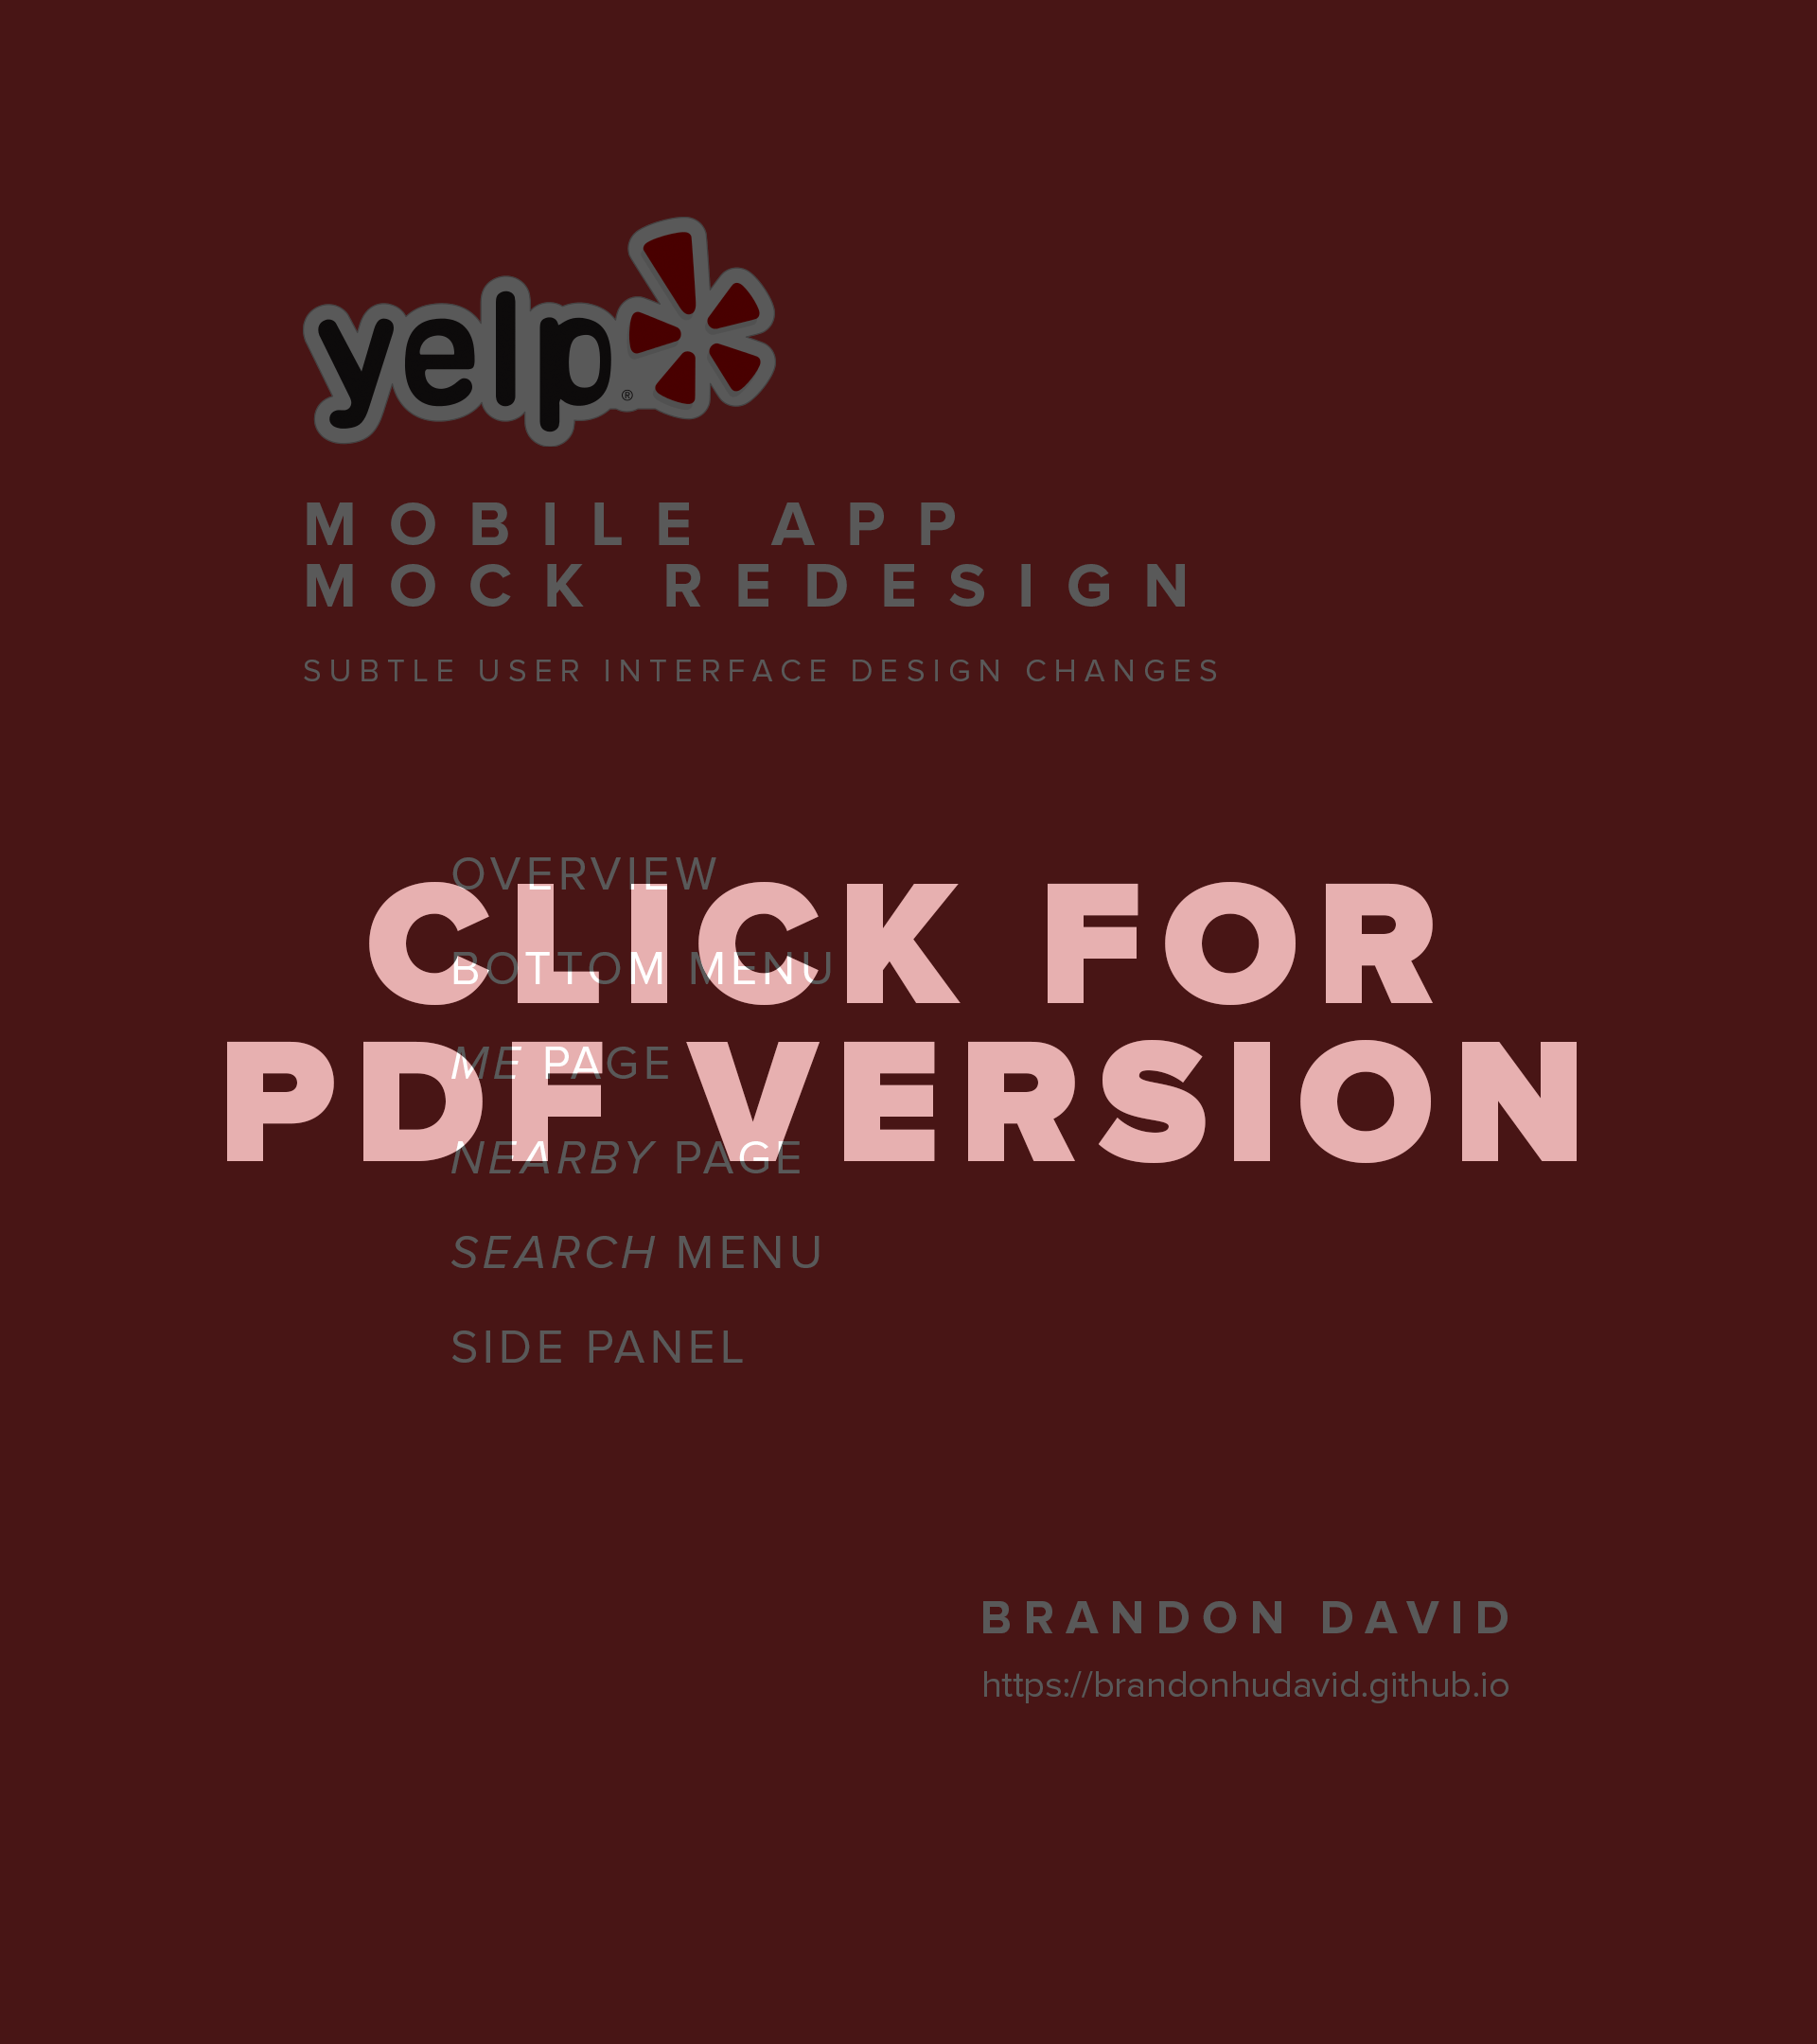 yelp®
MOBILE APP
MOCK REDESIGN
SUBTLE USER INTERFACE DESIGN CHANGES
OVERVIEW
CLICK FOR
BOTTOM MENU
ME PAGE
PDF VERSION
NEARBY PAGE
SEARCH MENU
SIDE PANEL
BRANDON DAVID
https://brandonhudavid.github.io